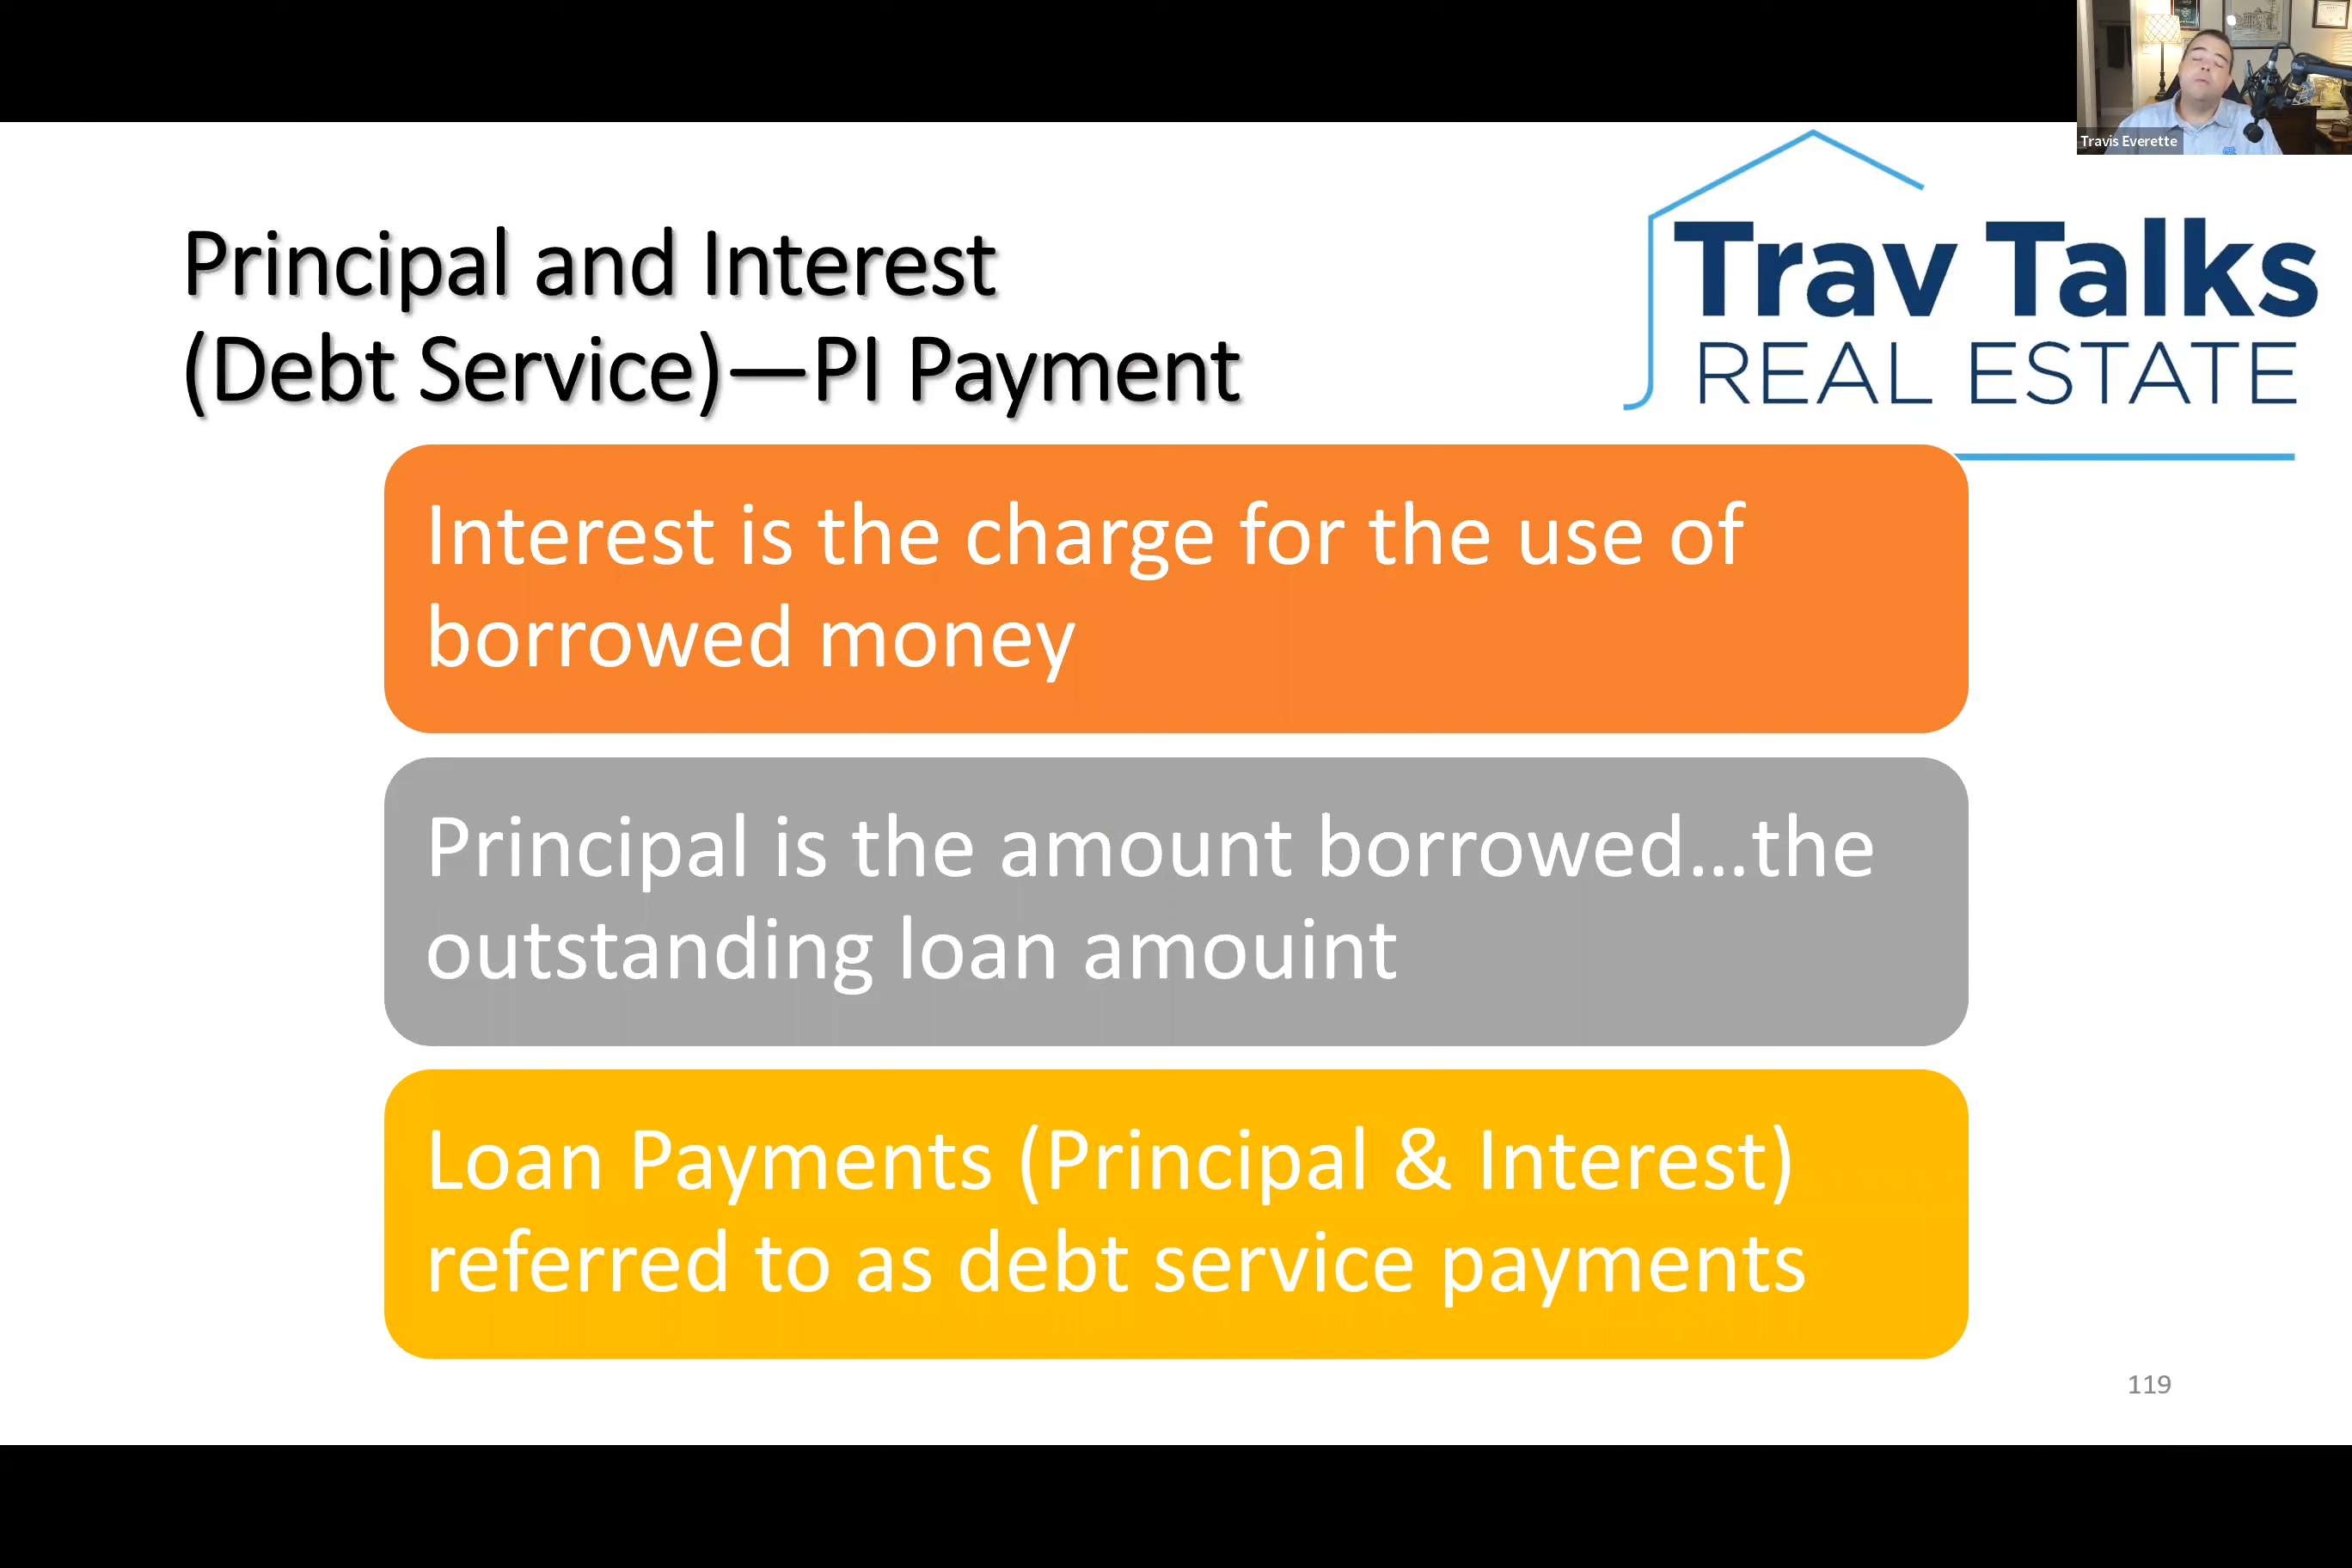 Travis Everette
Trav Talks
REAL ESTATE
Principal and Interest
(Debt Service)—PI Payment
Interest is the charge for the use of
borrowed money
Principal is the amount borrowed...the
outstanding loan amouint
Loan Payments (Principal & Interest)
referred to as debt service payments
119